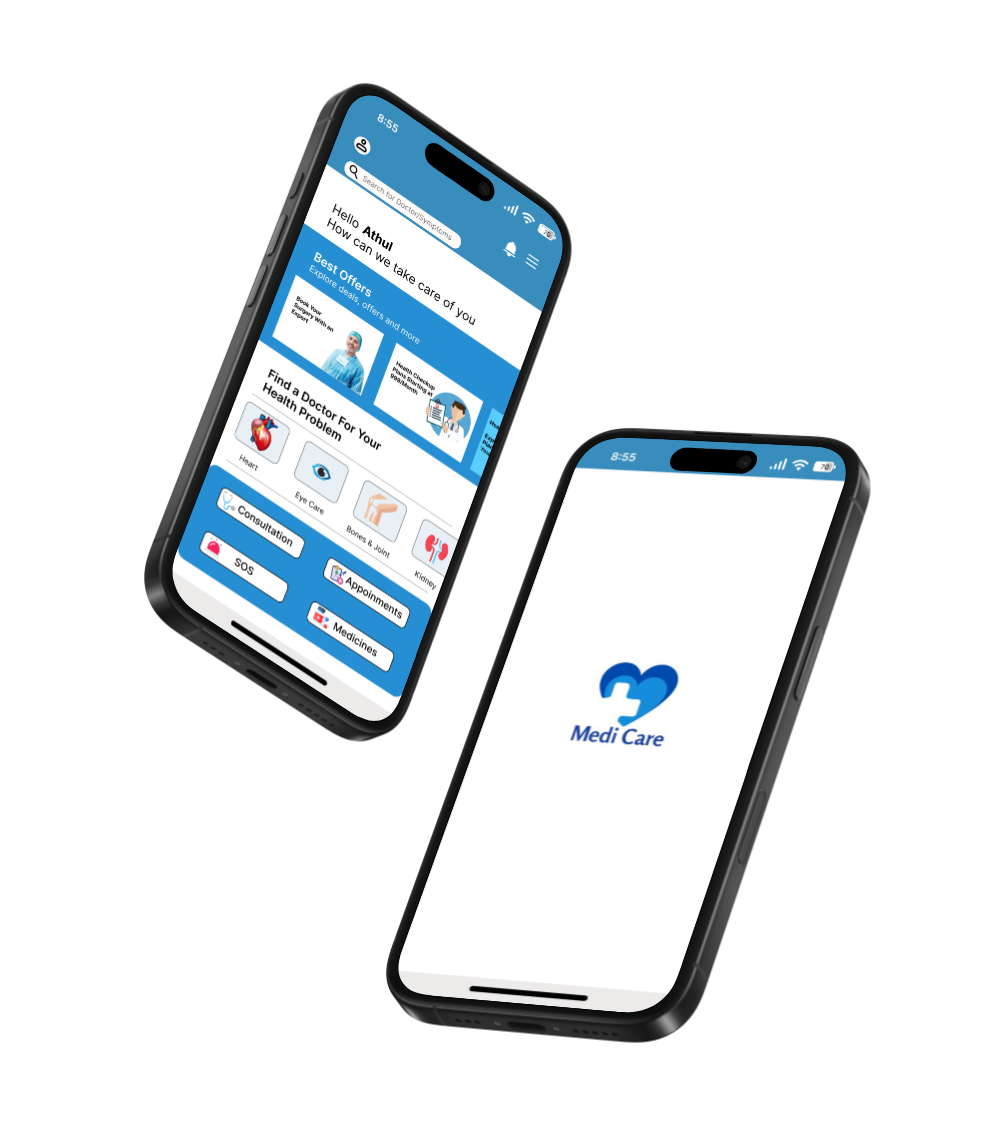 8:55
70
Search for Doctor/Symptoms
Hello Athul
How can we take care of you
Best Offers
Explore deals, offers and more
Book Your
Surgery With an
Expert
Health Checkup
Plans Starting at
999/Month
Find a Doctor For Your
Health Problem
Heart
Eye Care
Bones & Joint
Kidney
Consultation
Appoinments
SOS
Medicines
8:55
70
Medi Care